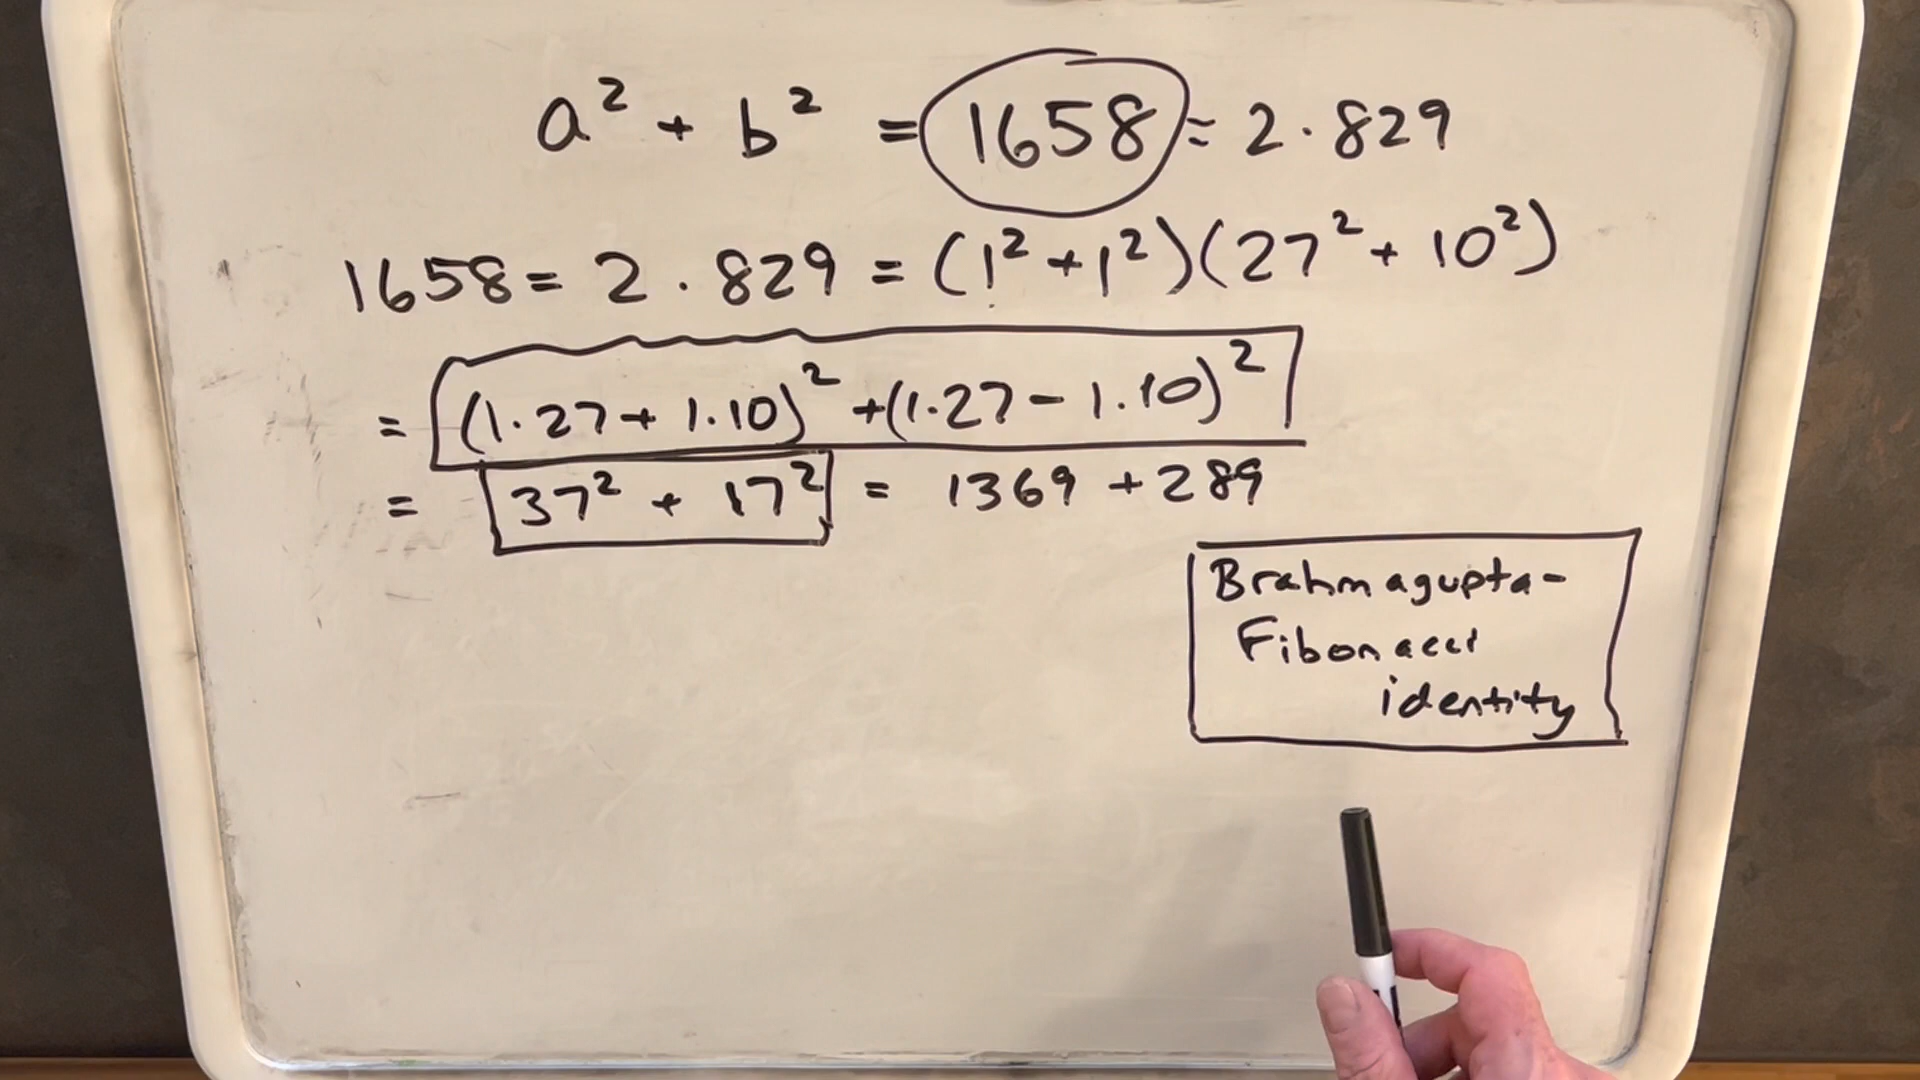 a² + b² = 1658 = 2 · 829
1658 = 2 · 829 = (1² + 1²)(27² + 10²)
= (1·27 + 1·10)² + (1·27 - 1·10)²
= 37² + 17² = 1369 + 289
Brahmagupta-
Fibonacci
identity